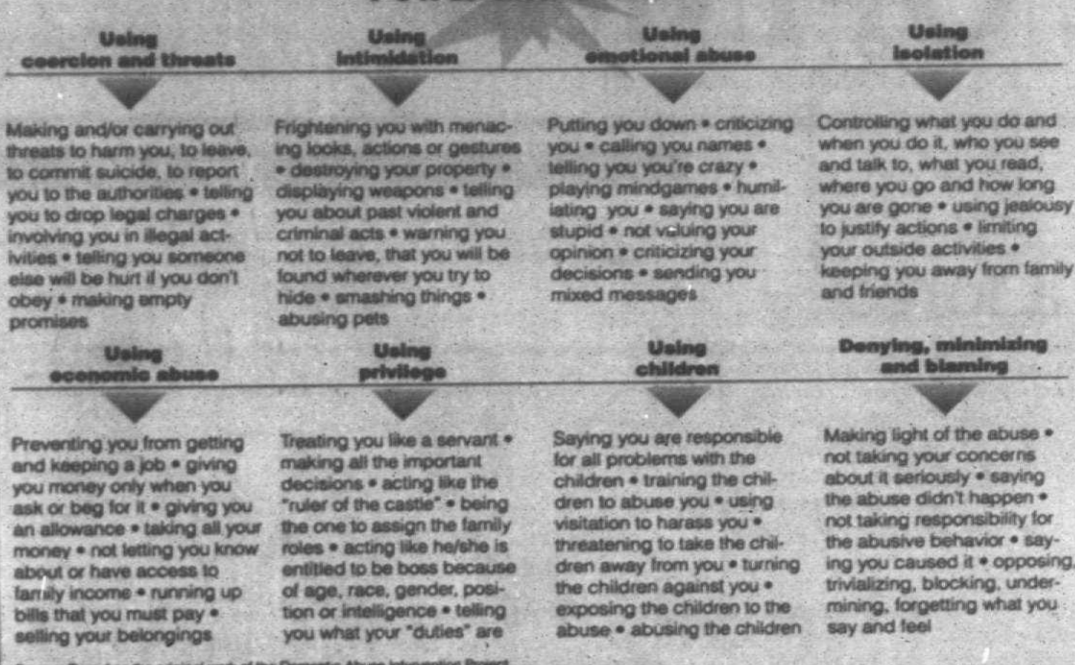 Using
coercion and threats
Making and/or carrying out
threats to harm you, to leave,
to commit suicide, to report
you to the authorities • telling
you to drop legal charges •
involving you in illegal act-
ivities • telling you someone
else will be hurt if you don't
obey • making empty
promises
Using
intimidation
Frightening you with menac-
ing looks, actions or gestures
• destroying your property •
displaying weapons • telling
you about past violent and
criminal acts • warning you
not to leave, that you will be
found wherever you try to
hide • smashing things •
abusing pets
Using
emotional abuse
Putting you down • criticizing
you • calling you names •
telling you you're crazy •
playing mindgames • humil-
iating you • saying you are
stupid • not valuing your
opinion • criticizing your
decisions • sending you
mixed messages
Using
isolation
Controlling what you do and
when you do it, who you see
and talk to, what you read,
where you go and how long
you are gone • using jealousy
to justify actions • limiting
your outside activities •
keeping you away from family
and friends
Using
economic abuse
Preventing you from getting
and keeping a job • giving
you money only when you
ask or beg for it • giving you
an allowance • taking all your
money • not letting you know
about or have access to
family income • running up
bills that you must pay •
selling your belongings
Using
privilege
Treating you like a servant •
making all the important
decisions • acting like the
"ruler of the castle" • being
the one to assign the family
roles • acting like he/she is
entitled to be boss because
of age, race, gender, posi-
tion or intelligence • telling
you what your "duties" are
Using
children
Saying you are responsible
for all problems with the
children • training the chil-
dren to abuse you • using
visitation to harass you •
threatening to take the chil-
dren away from you • turning
the children against you •
exposing the children to the
abuse • abusing the children
Denying, minimizing
and blaming
Making light of the abuse •
not taking your concerns
about it seriously • saying
the abuse didn't happen •
not taking responsibility for
the abusive behavior • say-
ing you caused it • opposing,
trivializing, blocking, under-
mining, forgetting what you
say and feel